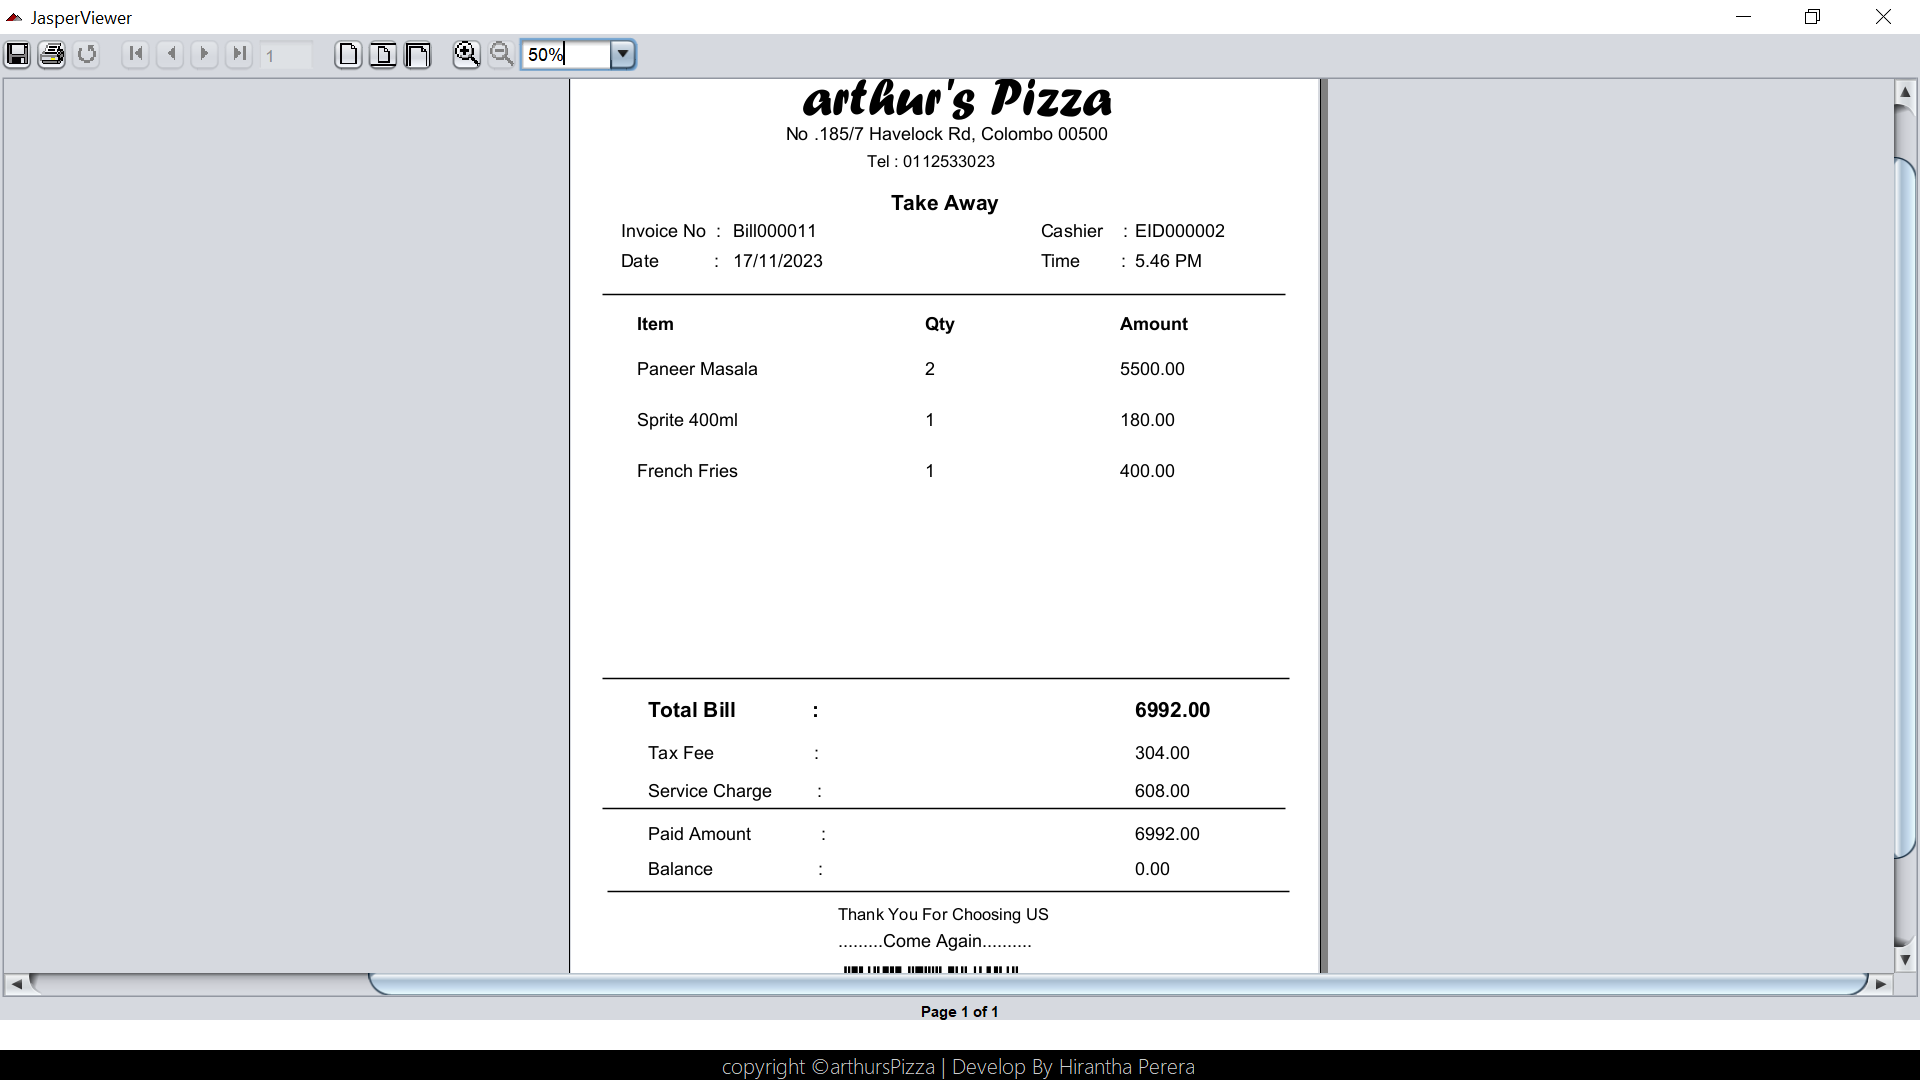 JasperViewer
1
50%
arthur's Pizza
No .185/7 Havelock Rd, Colombo 00500
Tel : 0112533023
Take Away
Invoice No : Bill000011 Cashier : EID000002
Date : 17/11/2023 Time : 5.46 PM
Item Qty Amount
Paneer Masala 2 5500.00
Sprite 400ml 1 180.00
French Fries 1 400.00
Total Bill : 6992.00
Tax Fee : 304.00
Service Charge : 608.00
Paid Amount : 6992.00
Balance : 0.00
Thank You For Choosing US
.........Come Again..........
Page 1 of 1
copyright ©arthursPizza | Develop By Hirantha Perera